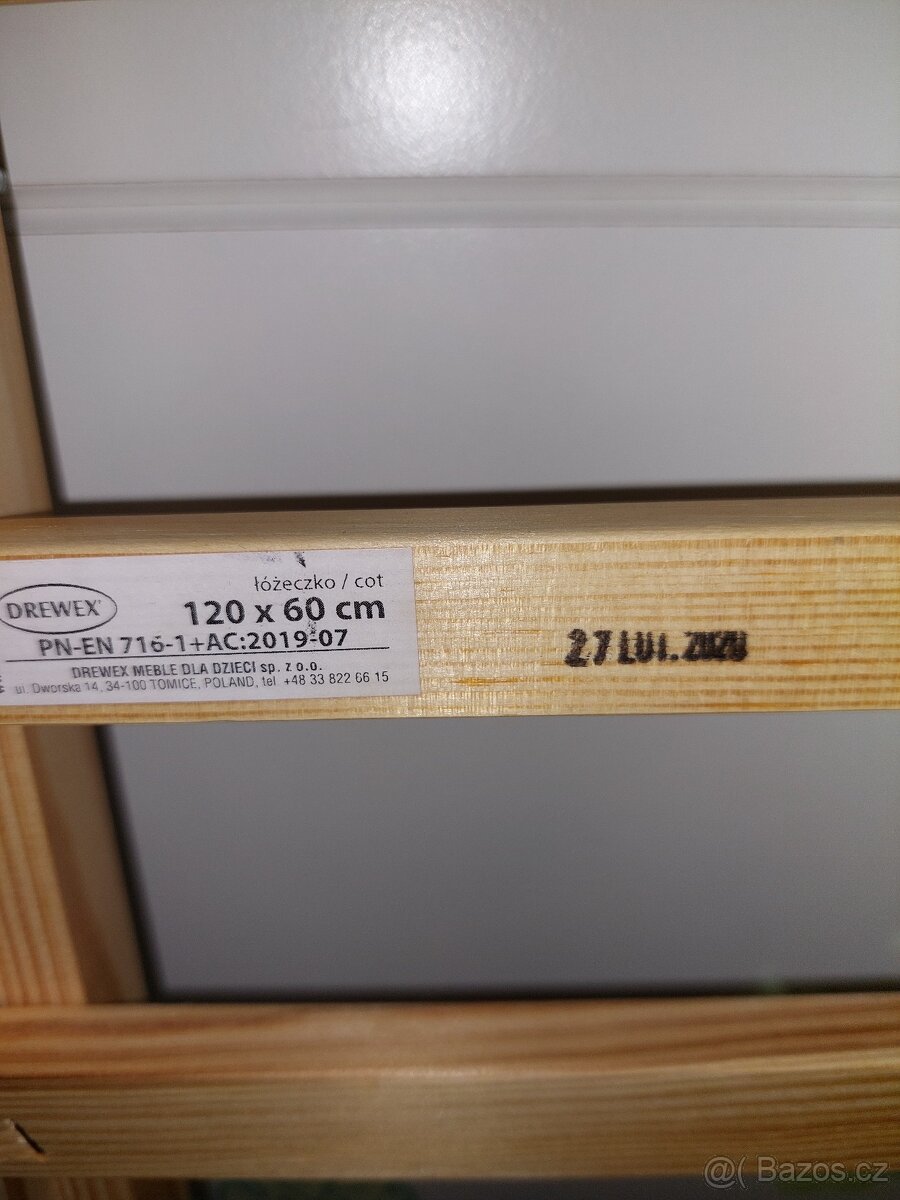 DREWEX
łóżeczko / cot
120 x 60 cm
PN-EN 716-1+AC:2019-07
DREWEX MEBLE DLA DZIECI sp. z o.o.
ul. Dworska 14, 34-100 TOMICE, POLAND, tel +48 33 822 66 15
27 LUT. 2020
@( Bazos.cz